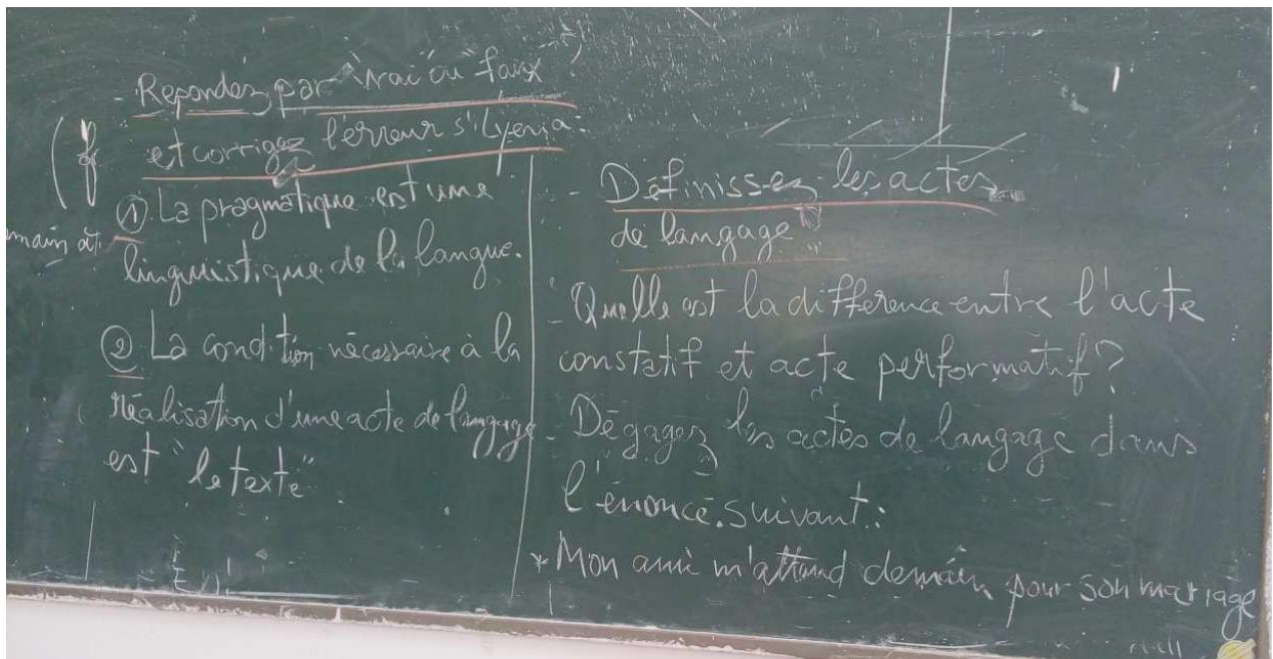 - Repondez par "vrai" ou "faux"
et corrigez l'érreur s'il y en a.
① La pragmatique est une
linguistique de la langue.
② La condition nécessaire à la
réalisation d'une acte de langage
est "le texte"
- Définissez les actes
de langage
- Quelle est la difference entre l'acte
constatif et acte performatif?
- Dégagez les actes de langage dans
l'énoncé suivant:
* Mon ami m'attend demain pour son mariage